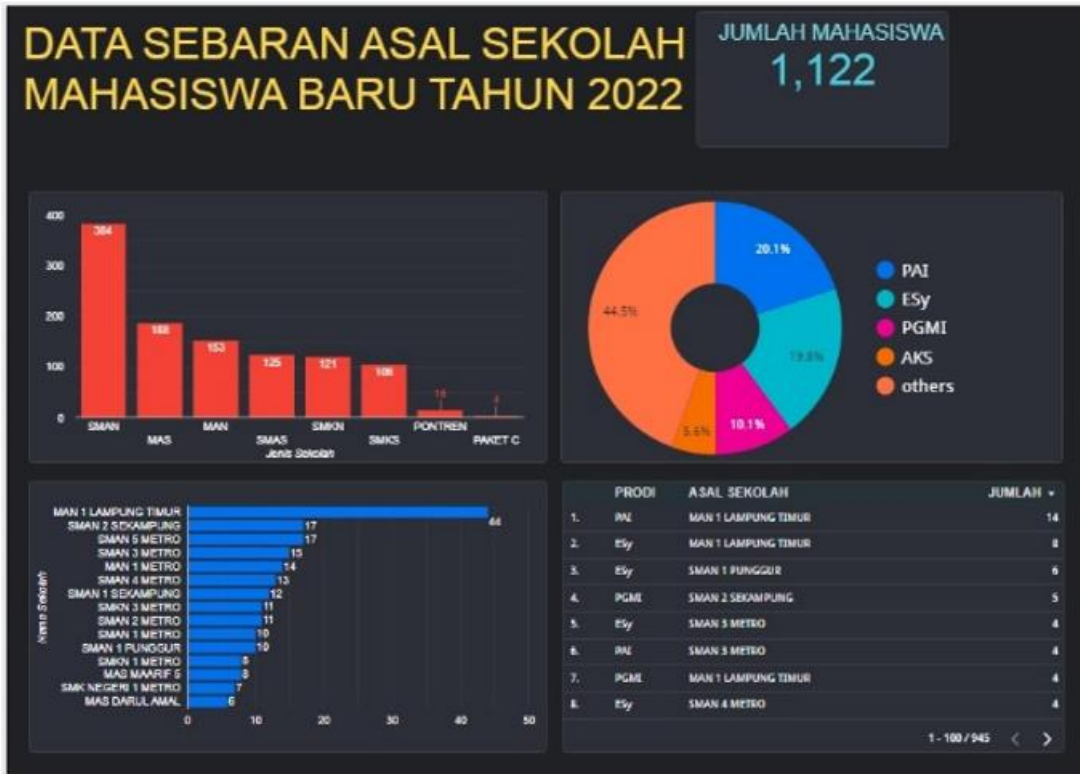 DATA SEBARAN ASAL SEKOLAH
MAHASISWA BARU TAHUN 2022
JUMLAH MAHASISWA
1,122
400
300
200
100
0
384
188
153
125
121
4
SMAN
MAS
MAN
SMAS
SMKN
SMKS
PONTREN
PAKET C
Jenis Sekolah
20.1%
19.8%
10.1%
5.6%
44.5%
PAI
ESy
PGMI
AKS
others
Nama Sekolah
MAN 1 LAMPUNG TIMUR 44
SMAN 2 SEKAMPUNG 17
SMAN 5 METRO 17
SMAN 3 METRO 15
MAN 1 METRO 14
SMAN 4 METRO 13
SMAN 1 SEKAMPUNG 12
SMKN 3 METRO 11
SMAN 2 METRO 11
SMAN 1 METRO 10
SMAN 1 PUNGGUR 10
SMKN 1 METRO 8
MAS MAARIF 5 8
SMK NEGERI 1 METRO 7
MAS DARUL AMAL 6
0 10 20 30 40 50
PRODI ASAL SEKOLAH JUMLAH
1. PAI MAN 1 LAMPUNG TIMUR 14
2. ESy MAN 1 LAMPUNG TIMUR 8
3. ESy SMAN 1 PUNGGUR 6
4. PGMI SMAN 2 SEKAMPUNG 5
5. ESy SMAN 5 METRO 4
6. PAI SMAN 5 METRO 4
7. PGMI MAN 1 LAMPUNG TIMUR 4
8. ESy SMAN 4 METRO 4
1 - 100 / 945